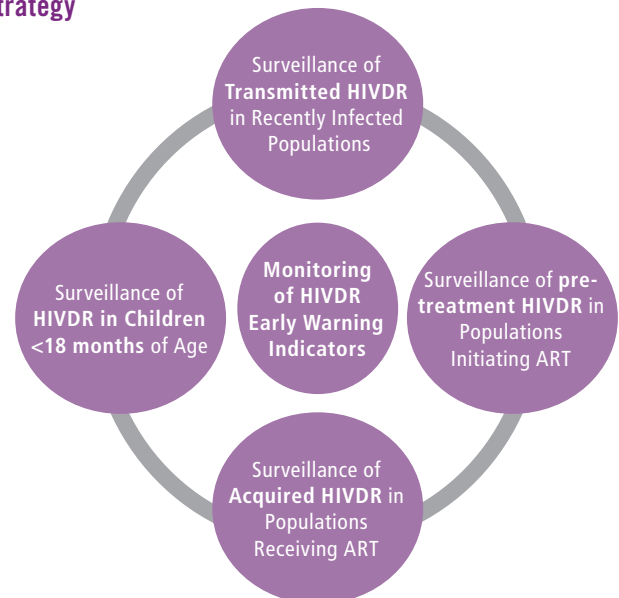 trategy
Surveillance of
Transmitted HIVDR
in Recently Infected
Populations
Surveillance of
HIVDR in Children
<18 months of Age
Monitoring
of HIVDR
Early Warning
Indicators
Surveillance of pre-
treatment HIVDR in
Populations
Initiating ART
Surveillance of
Acquired HIVDR in
Populations
Receiving ART